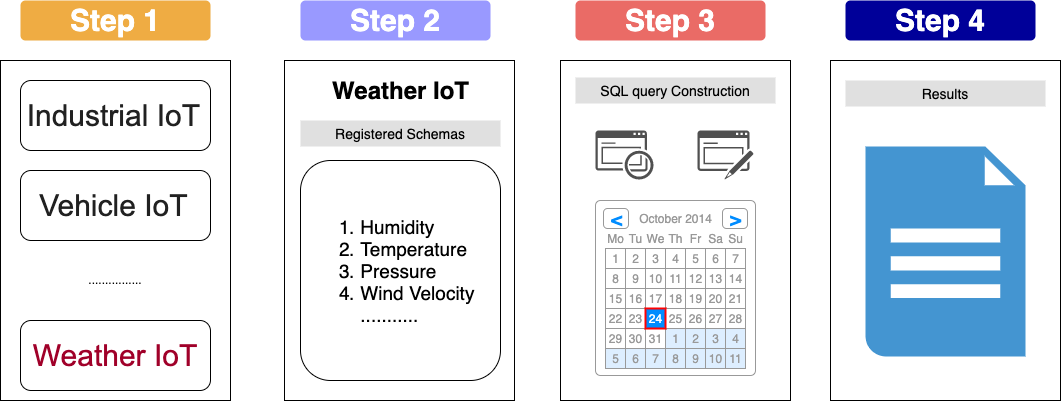 Step 1
Step 2
Step 3
Step 4
Industrial IoT
Vehicle IoT
................
Weather IoT
Weather IoT
Registered Schemas
1. Humidity
2. Temperature
3. Pressure
4. Wind Velocity
...........
SQL query Construction
< October 2014 >
Mo Tu We Th Fr Sa Su
1 2 3 4 5 6 7
8 9 10 11 12 13 14
15 16 17 18 19 20 21
22 23 24 25 26 27 28
29 30 31 1 2 3 4
5 6 7 8 9 10 11
Results